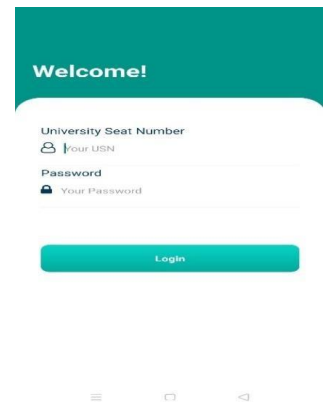 Welcome!
University Seat Number
Your USN
Password
Your Password
Login